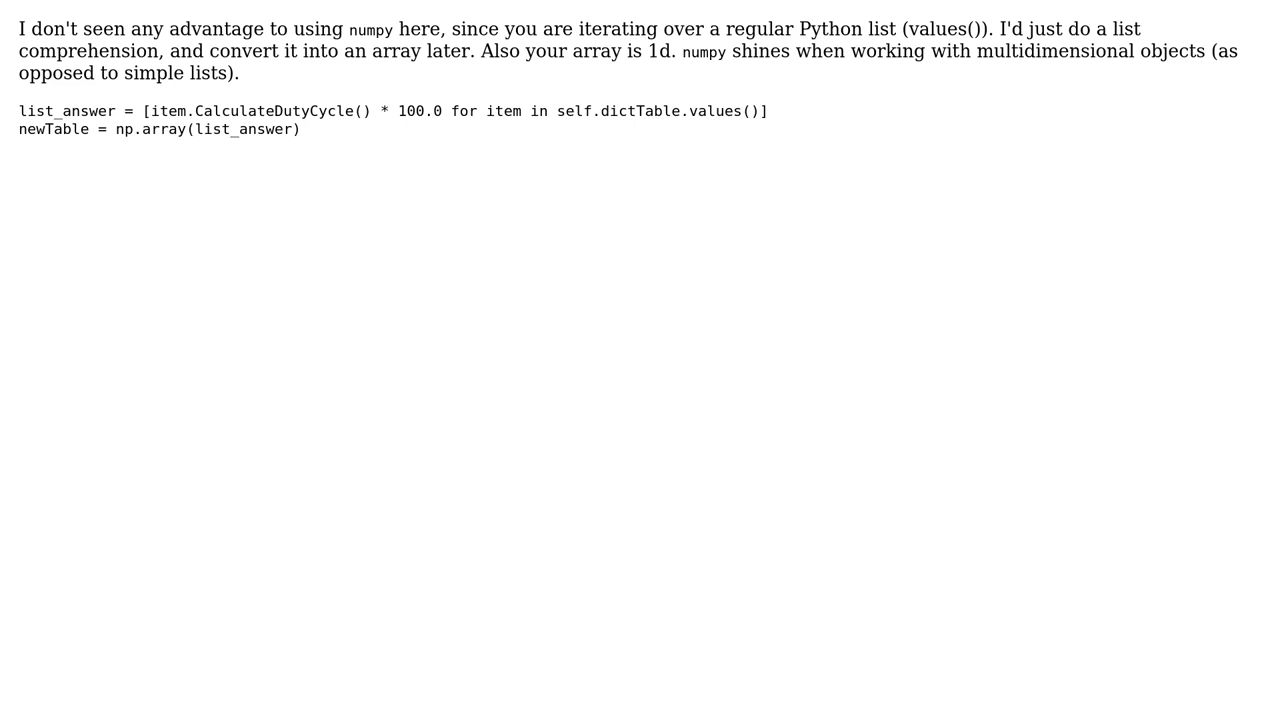 I don't seen any advantage to using numpy here, since you are iterating over a regular Python list (values()). I'd just do a list
comprehension, and convert it into an array later. Also your array is 1d. numpy shines when working with multidimensional objects (as
opposed to simple lists).
list_answer = [item.CalculateDutyCycle() * 100.0 for item in self.dictTable.values()]
newTable = np.array(list_answer)